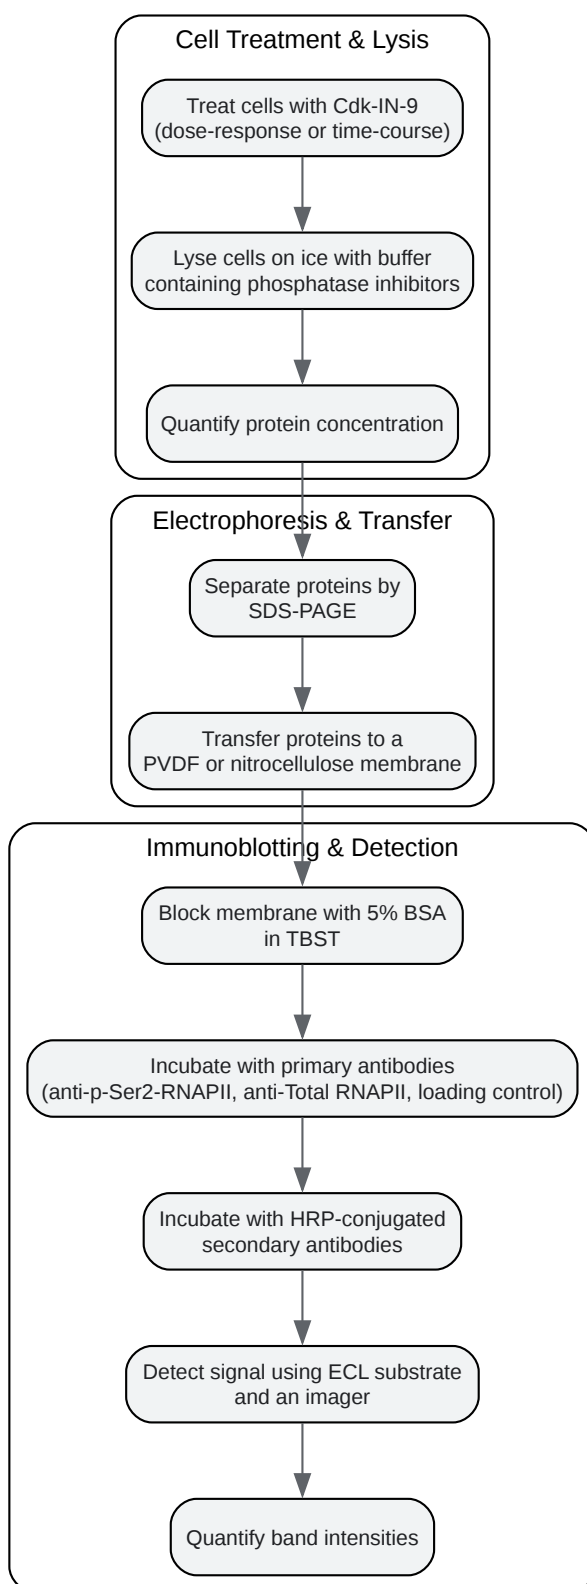 Cell Treatment & Lysis
Treat cells with Cdk-IN-9
(dose-response or time-course)
Lyse cells on ice with buffer
containing phosphatase inhibitors
Quantify protein concentration
Electrophoresis & Transfer
Separate proteins by
SDS-PAGE
Transfer proteins to a
PVDF or nitrocellulose membrane
Immunoblotting & Detection
Block membrane with 5% BSA
in TBST
Incubate with primary antibodies
(anti-p-Ser2-RNAPII, anti-Total RNAPII, loading control)
Incubate with HRP-conjugated
secondary antibodies
Detect signal using ECL substrate
and an imager
Quantify band intensities